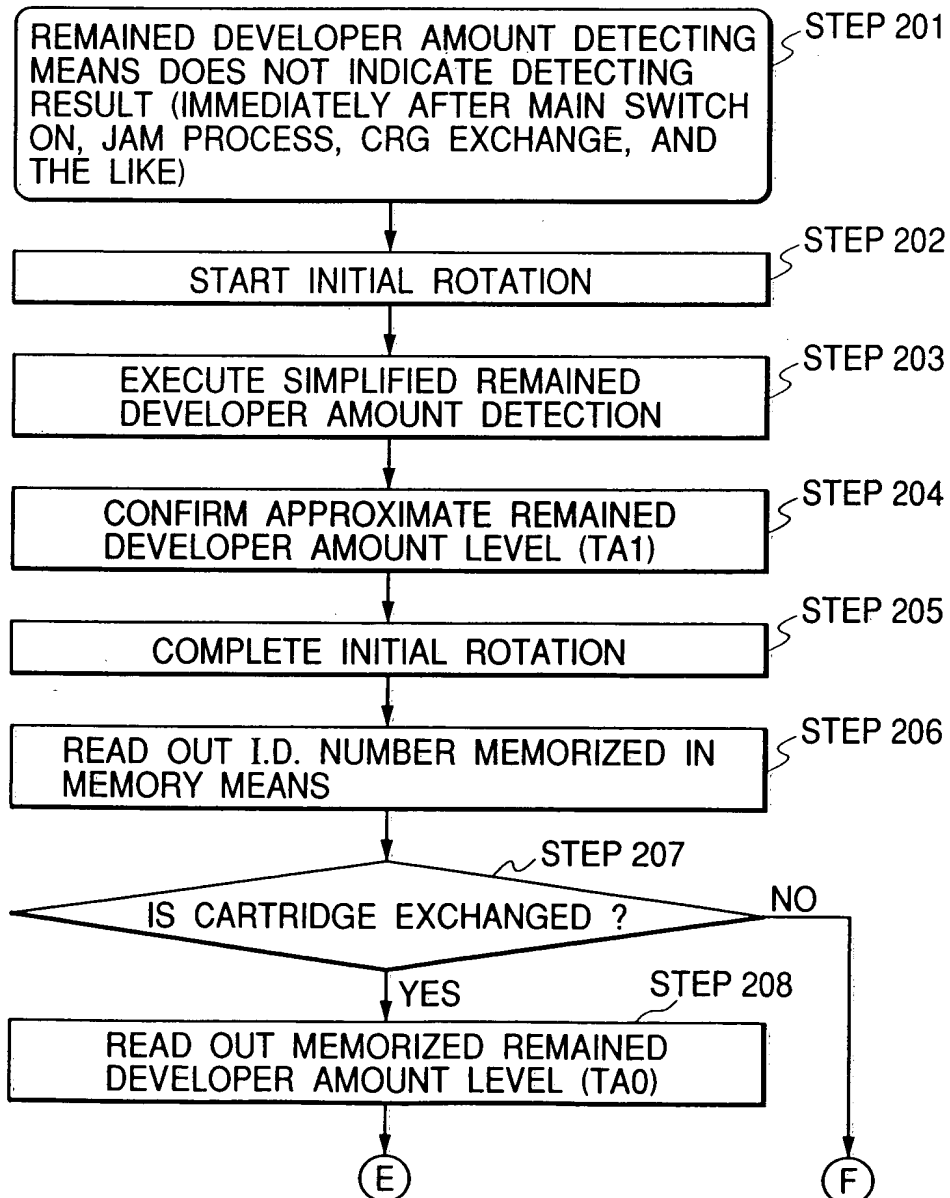 REMAINED DEVELOPER AMOUNT DETECTING
MEANS DOES NOT INDICATE DETECTING
RESULT (IMMEDIATELY AFTER MAIN SWITCH
ON, JAM PROCESS, CRG EXCHANGE, AND
THE LIKE)
STEP 201
START INITIAL ROTATION
STEP 202
EXECUTE SIMPLIFIED REMAINED
DEVELOPER AMOUNT DETECTION
STEP 203
CONFIRM APPROXIMATE REMAINED
DEVELOPER AMOUNT LEVEL (TA1)
STEP 204
COMPLETE INITIAL ROTATION
STEP 205
READ OUT I.D. NUMBER MEMORIZED IN
MEMORY MEANS
STEP 206
STEP 207
IS CARTRIDGE EXCHANGED ?
NO
YES
STEP 208
READ OUT MEMORIZED REMAINED
DEVELOPER AMOUNT LEVEL (TA0)
E
F